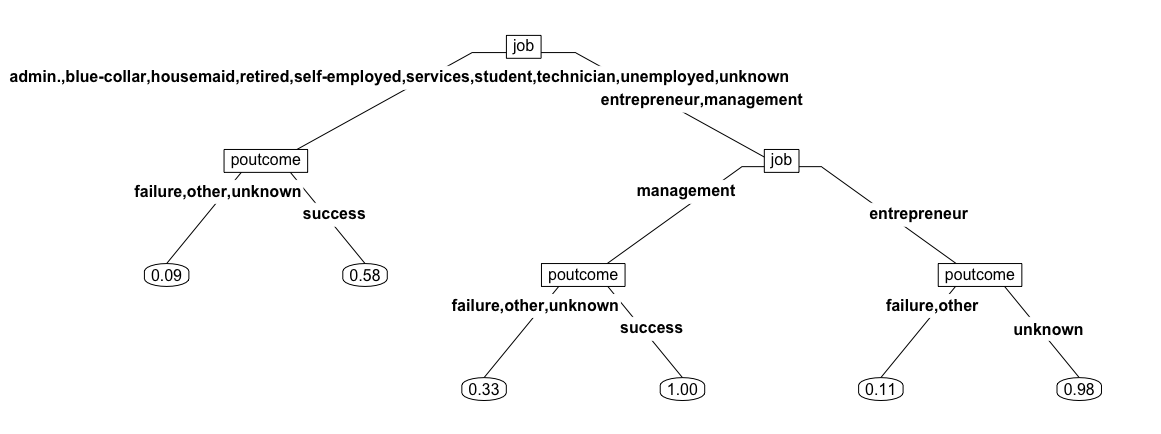 job
admin.,blue-collar,housemaid,retired,self-employed,services,student,technician,unemployed,unknown
entrepreneur,management
poutcome
job
failure,other,unknown
management
success
entrepreneur
0.09
0.58
poutcome
poutcome
failure,other,unknown
failure,other
success
unknown
0.33
1.00
0.11
0.98